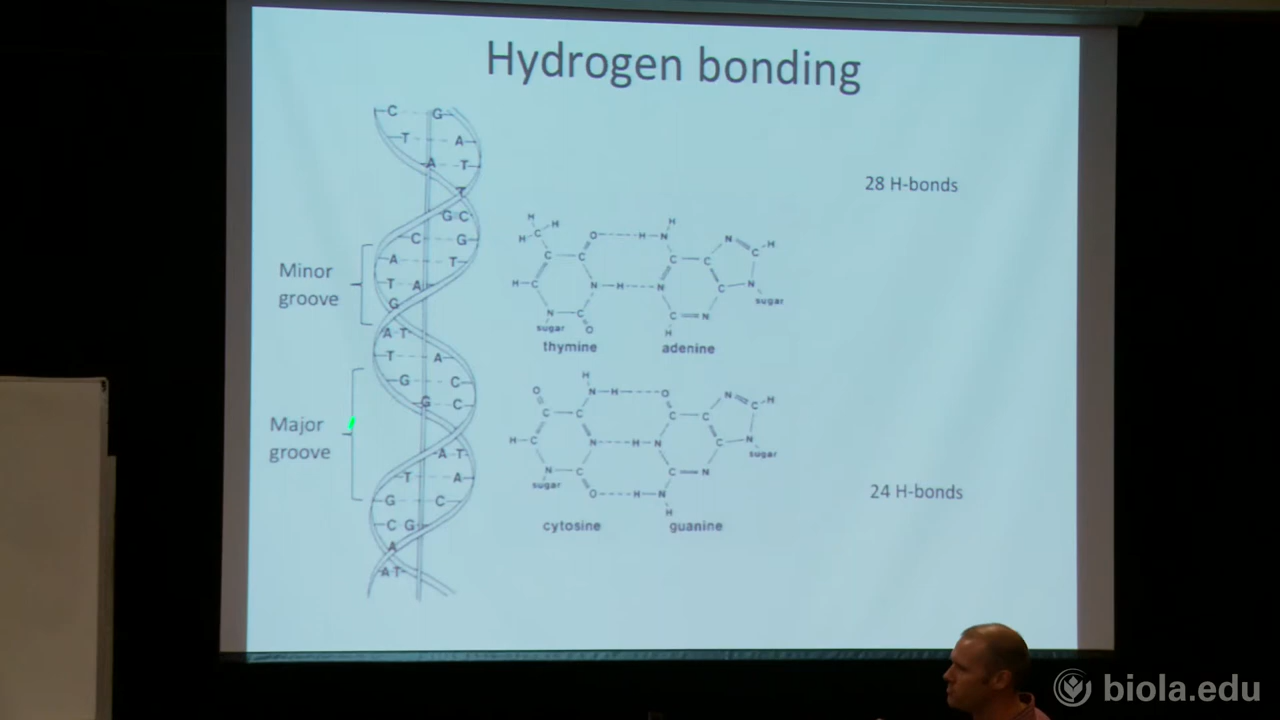 Hydrogen bonding
C G
T A
A T
T
G C
C G
A T
T A
G
A T
T A
G C
G C
A T
T A
G C
C G
A
A T
Minor
groove
Major
groove
28 H-bonds
24 H-bonds
H H
H C O H N N C H
C C C C
H C N H N C N sugar
N C C N
sugar O H
thymine adenine
H
O N H O N C H
C C C C
H C N H N C N sugar
N C C N
sugar O H N
H
cytosine guanine
biola.edu